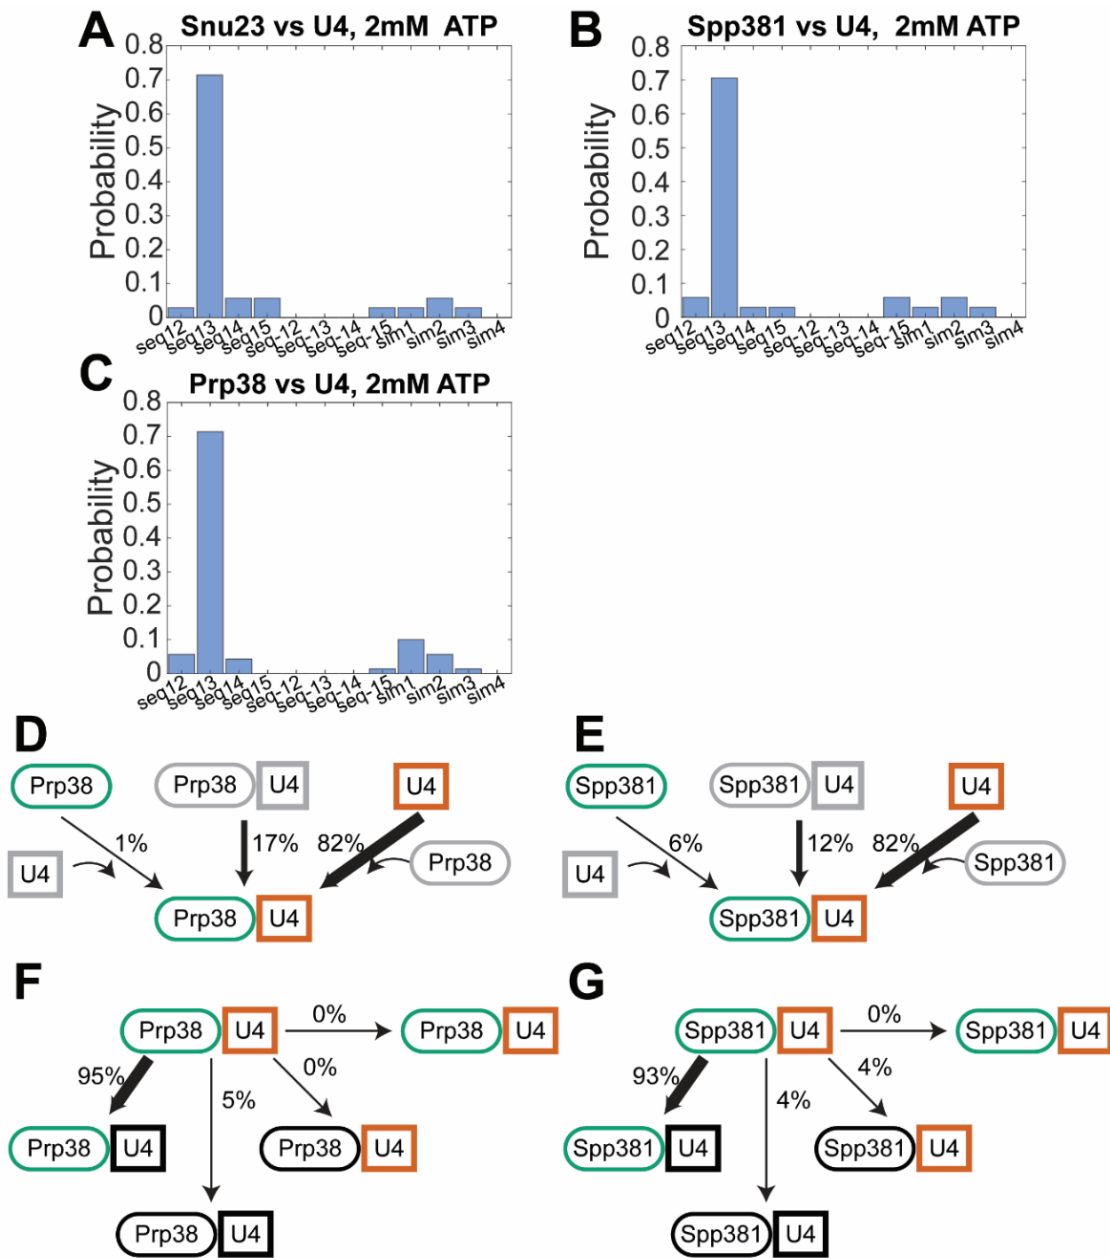 A
Snu23 vs U4, 2mM ATP
Probability
0.8
0.7
0.6
0.5
0.4
0.3
0.2
0.1
0
seq12
seq13
seq14
seq15
seq-12
seq-13
seq-14
seq-15
sim1
sim2
sim3
sim4
B
Spp381 vs U4, 2mM ATP
Probability
0.8
0.7
0.6
0.5
0.4
0.3
0.2
0.1
0
seq12
seq13
seq14
seq15
seq-12
seq-13
seq-14
seq-15
sim1
sim2
sim3
sim4
C
Prp38 vs U4, 2mM ATP
Probability
0.8
0.7
0.6
0.5
0.4
0.3
0.2
0.1
0
seq12
seq13
seq14
seq15
seq-12
seq-13
seq-14
seq-15
sim1
sim2
sim3
sim4
D
Prp38
Prp38 U4
U4
1%
17%
82%
U4
Prp38
Prp38 U4
E
Spp381
Spp381 U4
U4
6%
12%
82%
U4
Spp381
Spp381 U4
F
Prp38 U4
0%
Prp38 U4
95%
5%
0%
Prp38 U4
Prp38 U4
Prp38 U4
G
Spp381 U4
0%
Spp381 U4
93%
4%
4%
Spp381 U4
Spp381 U4
Spp381 U4